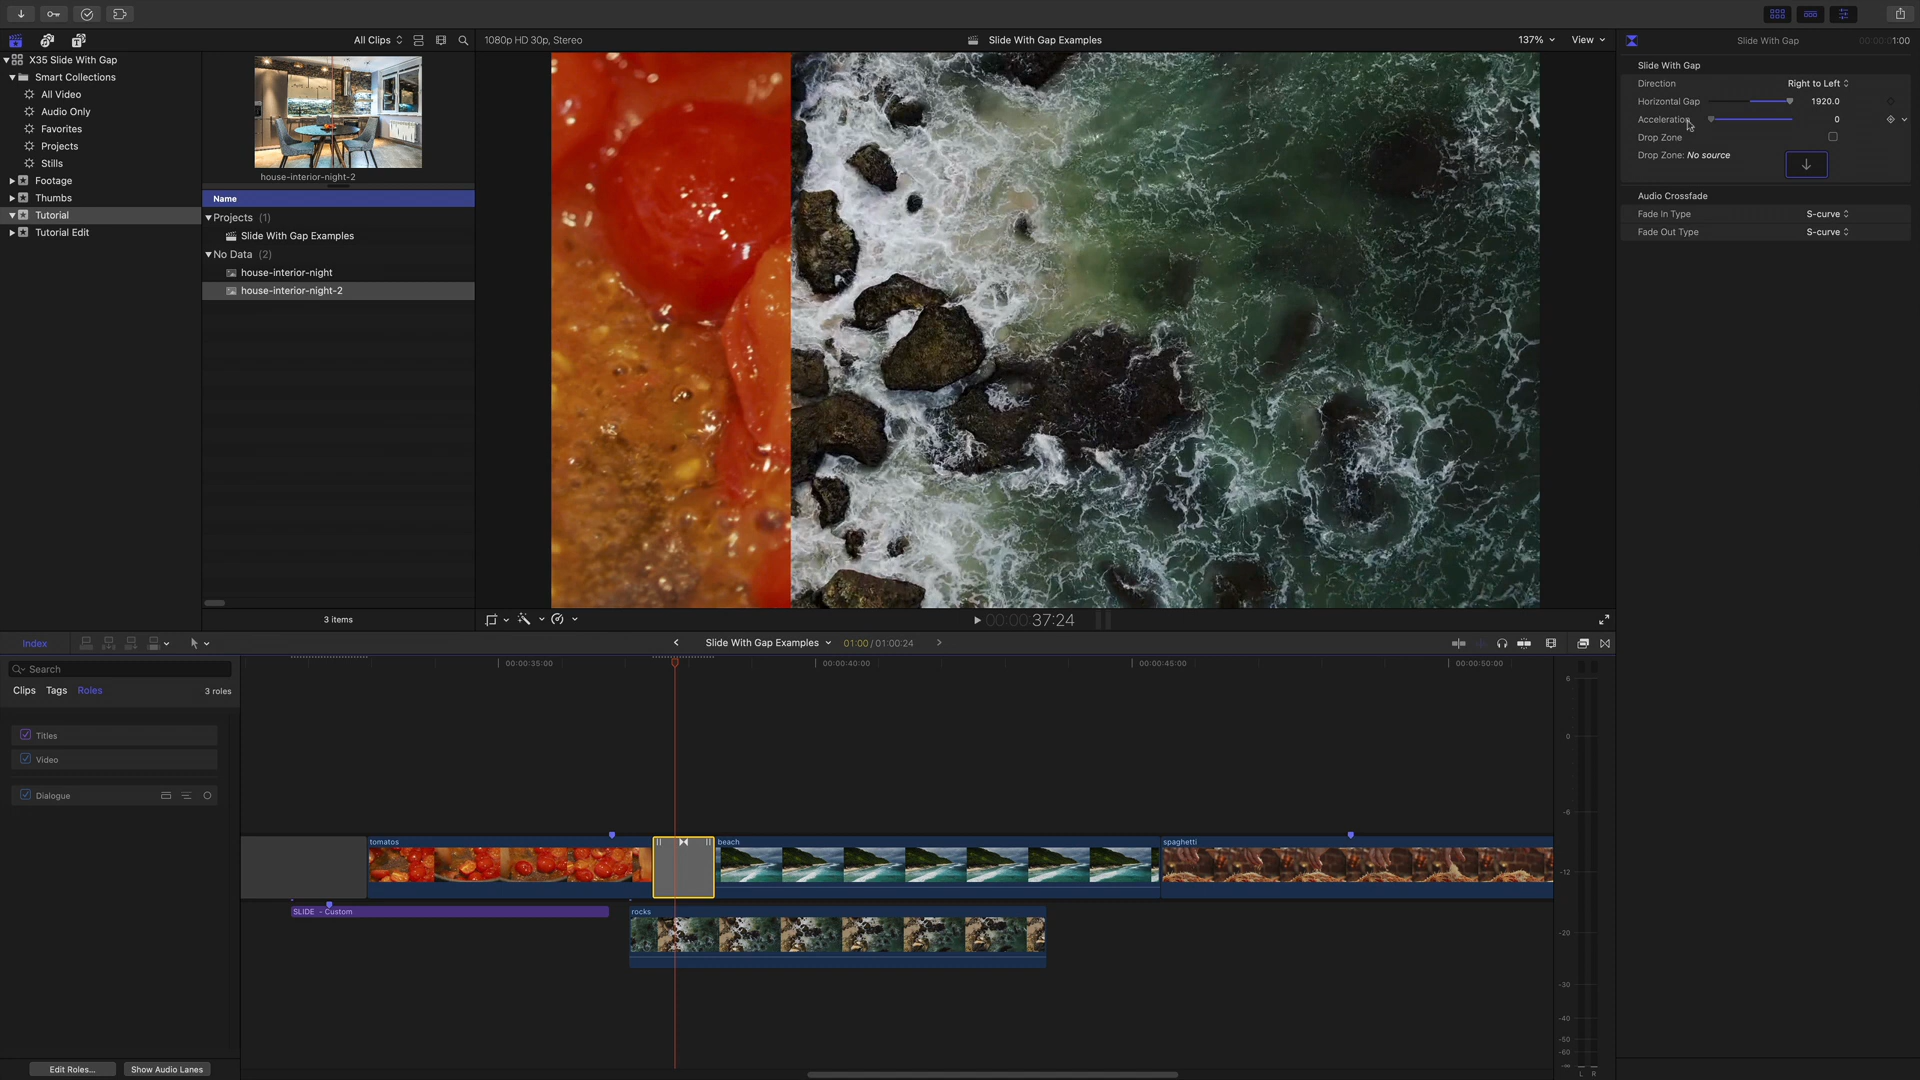 All Clips
1080p HD 30p, Stereo
Slide With Gap Examples
137%
View
Slide With Gap
00:00:01:00
X35 Slide With Gap
Smart Collections
All Video
Audio Only
Favorites
Projects
Stills
Footage
Thumbs
Tutorial
Tutorial Edit
house-interior-night-2
Name
Projects (1)
Slide With Gap Examples
No Data (2)
house-interior-night
house-interior-night-2
3 items
Slide With Gap
Direction
Right to Left
Horizontal Gap
1920.0
Acceleration
0
Drop Zone
Drop Zone: No source
Audio Crossfade
Fade In Type
S-curve
Fade Out Type
S-curve
00:00:37:24
Index
Slide With Gap Examples
01:00 / 01:00:24
Search
Clips
Tags
Roles
3 roles
Titles
Video
Dialogue
Edit Roles...
Show Audio Lanes
00:00:35:00
00:00:40:00
00:00:45:00
00:00:50:00
tomatos
beach
spaghetti
SLIDE - Custom
rocks
6
0
-6
-12
-20
-30
-40
-50
-60
-∞
L R